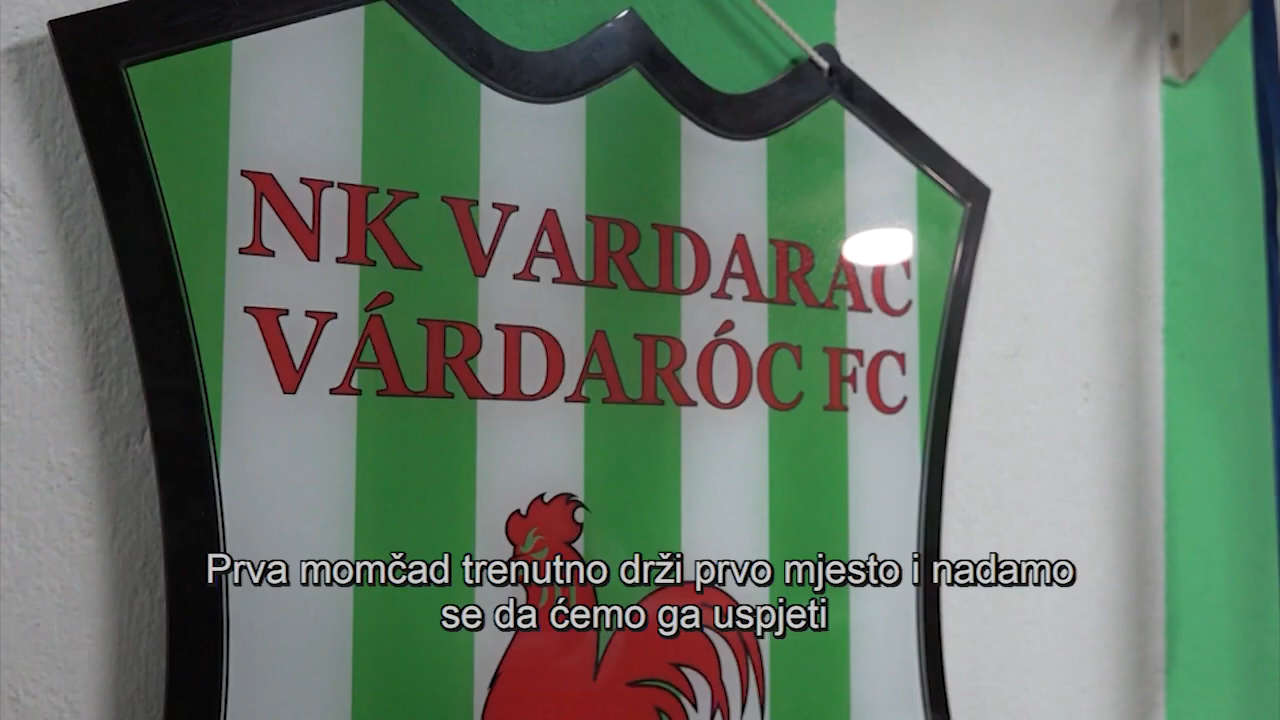 NK VARDARAC
VÁRDARÓC FC
Prva momčad trenutno drži prvo mjesto i nadamo
se da ćemo ga uspjeti